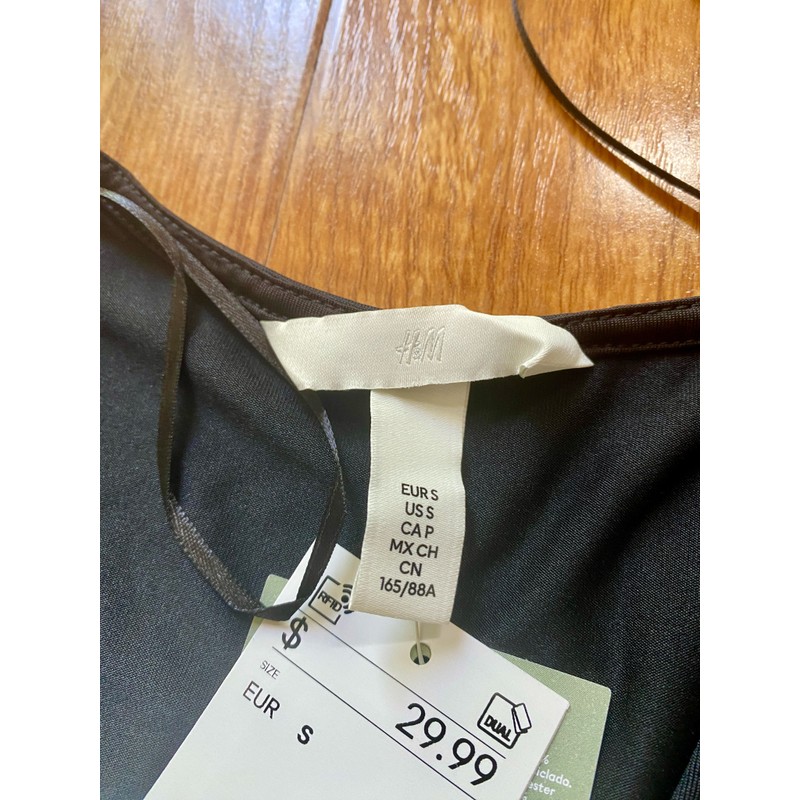 H&M
EUR S
US S
CA P
MX CH
CN
165/88A
RFID
$
29.99
DUAL
SIZE
EUR S
%